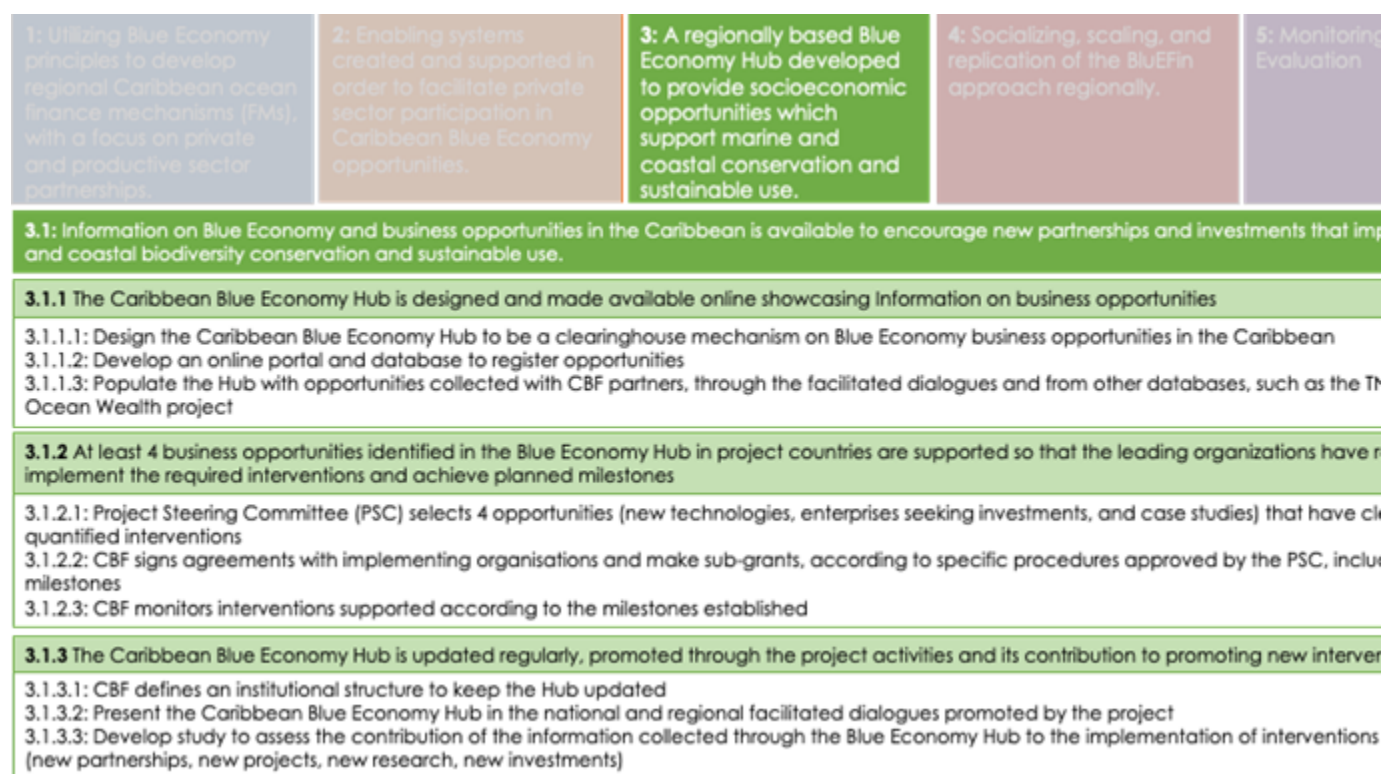 1: Utilizing Blue Economy
principles to develop
regional Caribbean ocean
finance mechanisms (FMs),
with a focus on private
and productive sector
partnerships.
2: Enabling systems
created and supported in
order to facilitate private
sector participation in
Caribbean Blue Economy
opportunities.
3: A regionally based Blue
Economy Hub developed
to provide socioeconomic
opportunities which
support marine and
coastal conservation and
sustainable use.
4: Socializing, scaling, and
replication of the BluEFin
approach regionally.
5: Monitoring
Evaluation
3.1: Information on Blue Economy and business opportunities in the Caribbean is available to encourage new partnerships and investments that
and coastal biodiversity conservation and sustainable use.
3.1.1 The Caribbean Blue Economy Hub is designed and made available online showcasing Information on business opportunities
3.1.1.1: Design the Caribbean Blue Economy Hub to be a clearinghouse mechanism on Blue Economy business opportunities in the Caribbean
3.1.1.2: Develop an online portal and database to register opportunities
3.1.1.3: Populate the Hub with opportunities collected with CBF partners, through the facilitated dialogues and from other databases, such as the
Ocean Wealth project
3.1.2 At least 4 business opportunities identified in the Blue Economy Hub in project countries are supported so that the leading organizations have
implement the required interventions and achieve planned milestones
3.1.2.1: Project Steering Committee (PSC) selects 4 opportunities (new technologies, enterprises seeking investments, and case studies) that have
quantified interventions
3.1.2.2: CBF signs agreements with implementing organisations and make sub-grants, according to specific procedures approved by the PSC,
milestones
3.1.2.3: CBF monitors interventions supported according to the milestones established
3.1.3 The Caribbean Blue Economy Hub is updated regularly, promoted through the project activities and its contribution to promoting new
3.1.3.1: CBF defines an institutional structure to keep the Hub updated
3.1.3.2: Present the Caribbean Blue Economy Hub in the national and regional facilitated dialogues promoted by the project
3.1.3.3: Develop study to assess the contribution of the information collected through the Blue Economy Hub to the implementation of interventions
(new partnerships, new projects, new research, new investments)